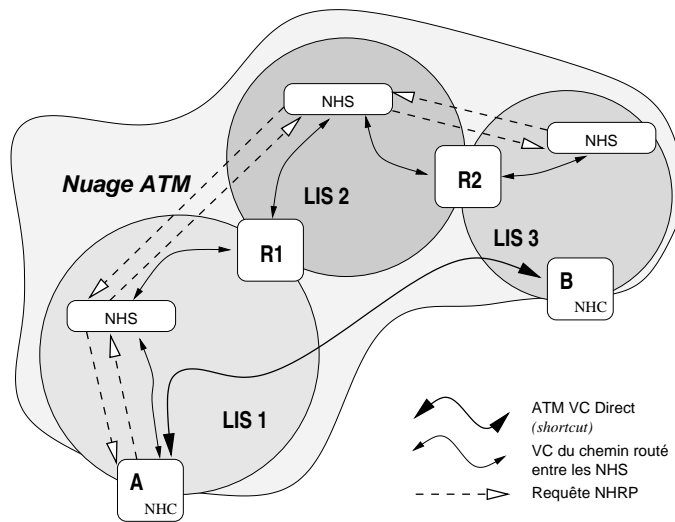 NHS
NHS
Nuage ATM
R2
LIS 2
LIS 3
R1
B
NHC
NHS
LIS 1
A
NHC
ATM VC Direct
(shortcut)
VC du chemin routé
entre les NHS
Requête NHRP